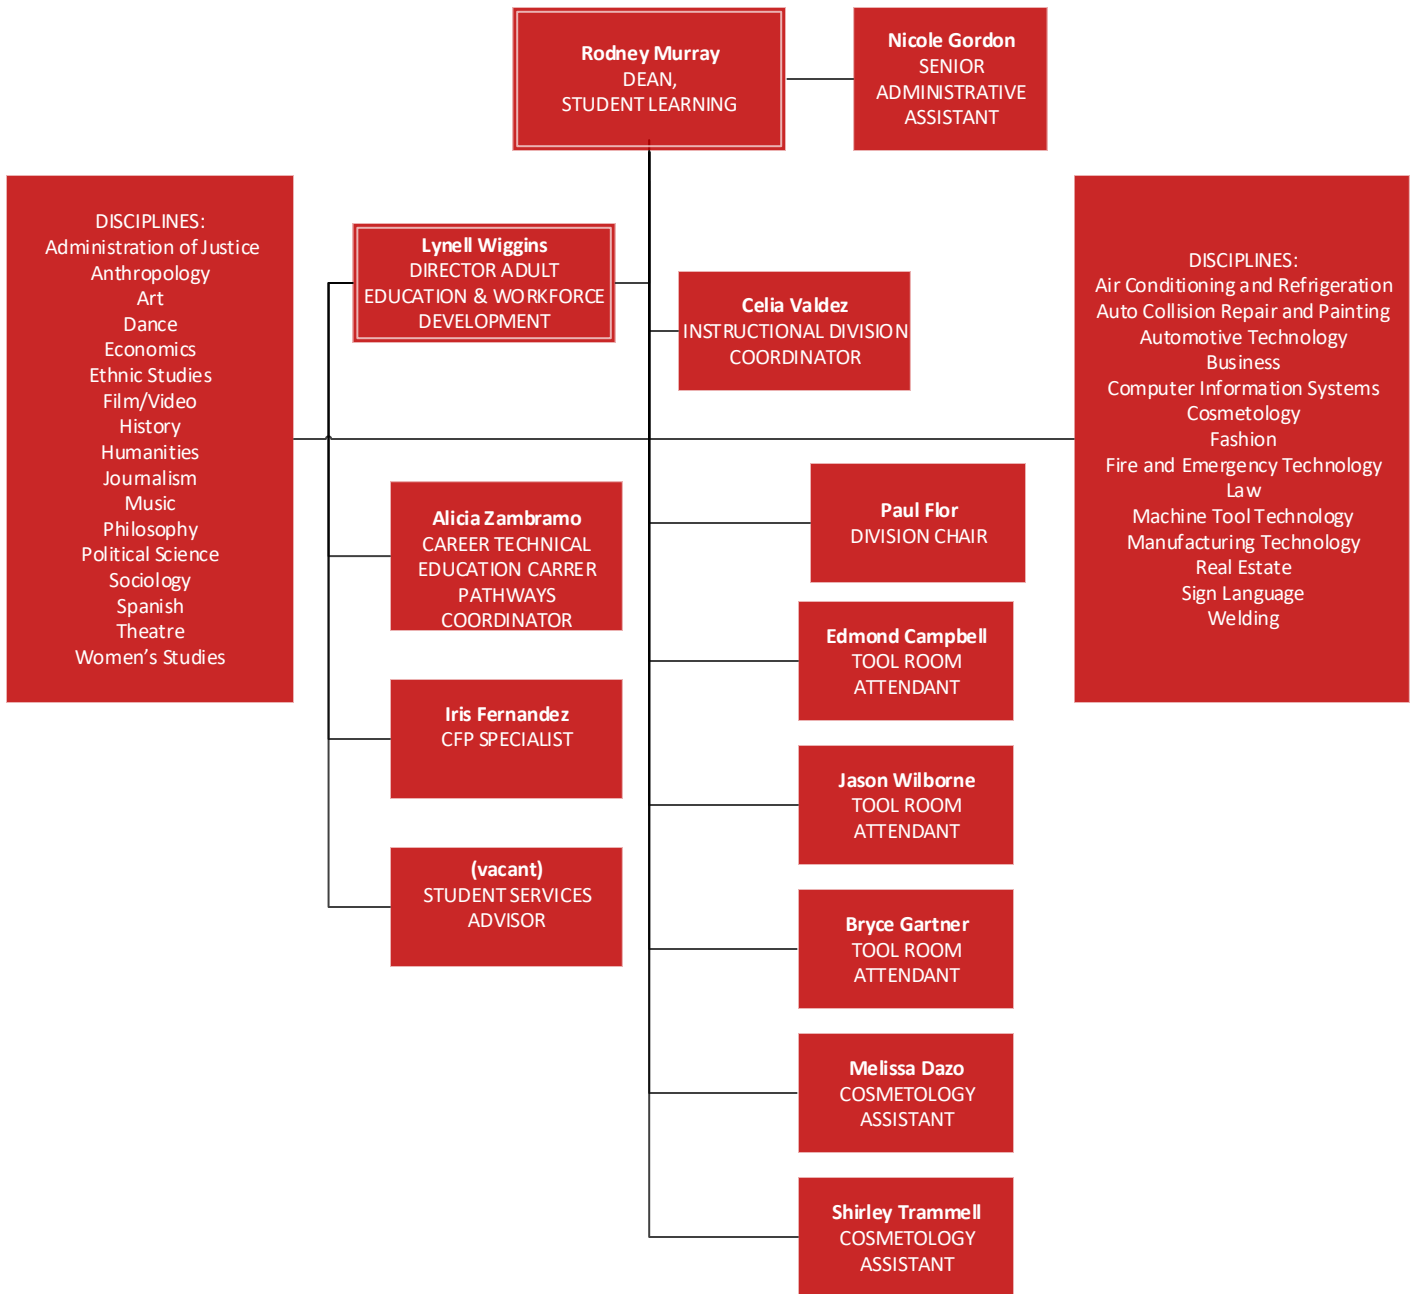 Rodney Murray
DEAN,
STUDENT LEARNING
Nicole Gordon
SENIOR
ADMINISTRATIVE
ASSISTANT
DISCIPLINES:
Administration of Justice
Anthropology
Art
Dance
Economics
Ethnic Studies
Film/Video
History
Humanities
Journalism
Music
Philosophy
Political Science
Sociology
Spanish
Theatre
Women’s Studies
Lynell Wiggins
DIRECTOR ADULT
EDUCATION & WORKFORCE
DEVELOPMENT
Celia Valdez
INSTRUCTIONAL DIVISION
COORDINATOR
DISCIPLINES:
Air Conditioning and Refrigeration
Auto Collision Repair and Painting
Automotive Technology
Business
Computer Information Systems
Cosmetology
Fashion
Fire and Emergency Technology
Law
Machine Tool Technology
Manufacturing Technology
Real Estate
Sign Language
Welding
Alicia Zambramo
CAREER TECHNICAL
EDUCATION CARRER
PATHWAYS
COORDINATOR
Paul Flor
DIVISION CHAIR
Edmond Campbell
TOOL ROOM
ATTENDANT
Iris Fernandez
CFP SPECIALIST
Jason Wilborne
TOOL ROOM
ATTENDANT
(vacant)
STUDENT SERVICES
ADVISOR
Bryce Gartner
TOOL ROOM
ATTENDANT
Melissa Dazo
COSMETOLOGY
ASSISTANT
Shirley Trammell
COSMETOLOGY
ASSISTANT